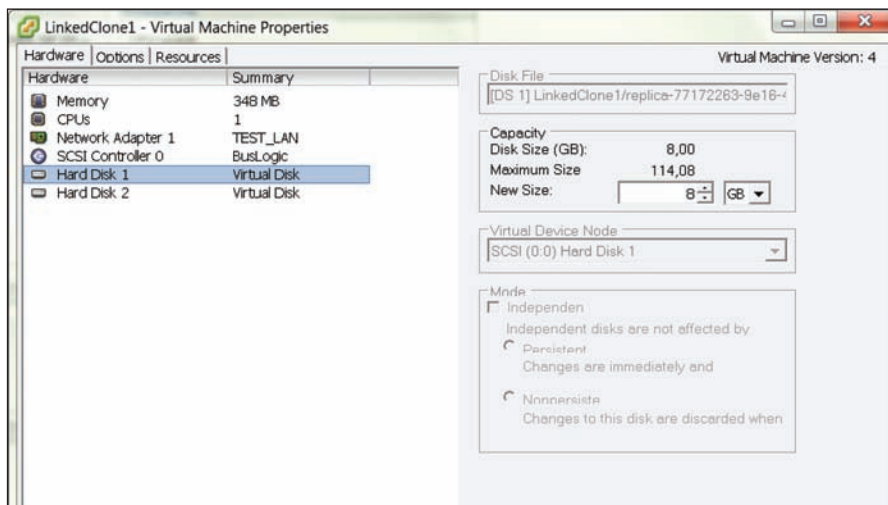 LinkedClone1 - Virtual Machine Properties
Hardware Options Resources
Virtual Machine Version: 4
Hardware Summary
Memory 348 MB
CPUs 1
Network Adapter 1 TEST_LAN
SCSI Controller 0 BusLogic
Hard Disk 1 Virtual Disk
Hard Disk 2 Virtual Disk
Disk File
[DS 1] LinkedClone1/replica-77172263-9e16-4
Capacity
Disk Size (GB): 8,00
Maximum Size 114,08
New Size: 8 GB
Virtual Device Node
SCSI (0:0) Hard Disk 1
Mode
Independen
Independent disks are not affected by
Persistent
Changes are immediately and
Nonpersiste
Changes to this disk are discarded when